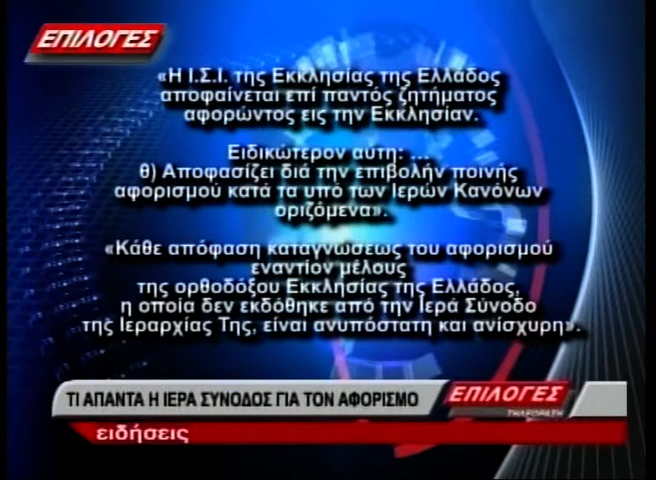 ΕΠΙΛΟΓΕΣ
«Η Ι.Σ.Ι. της Εκκλησίας της Ελλάδος
αποφαίνεται επί παντός ζητήματος
αφορώντος εις την Εκκλησίαν.
Ειδικώτερον αύτη: ...
θ) Αποφασίζει διά την επιβολήν ποινής
αφορισμού κατά τα υπό των Ιερών Κανόνων
οριζόμενα».
«Κάθε απόφαση καταγνώσεως του αφορισμού
εναντίον μέλους
της ορθοδόξου Εκκλησίας της Ελλάδος,
η οποία δεν εκδόθηκε από την Ιερά Σύνοδο
της Ιεραρχίας Της, είναι ανυπόστατη και ανίσχυρη».
ΤΙ ΑΠΑΝΤΑ Η ΙΕΡΑ ΣΥΝΟΔΟΣ ΓΙΑ ΤΟΝ ΑΦΟΡΙΣΜΟ
ΕΠΙΛΟΓΕΣ
ΤΗΛΕΟΡΑΣΗ
ειδήσεις